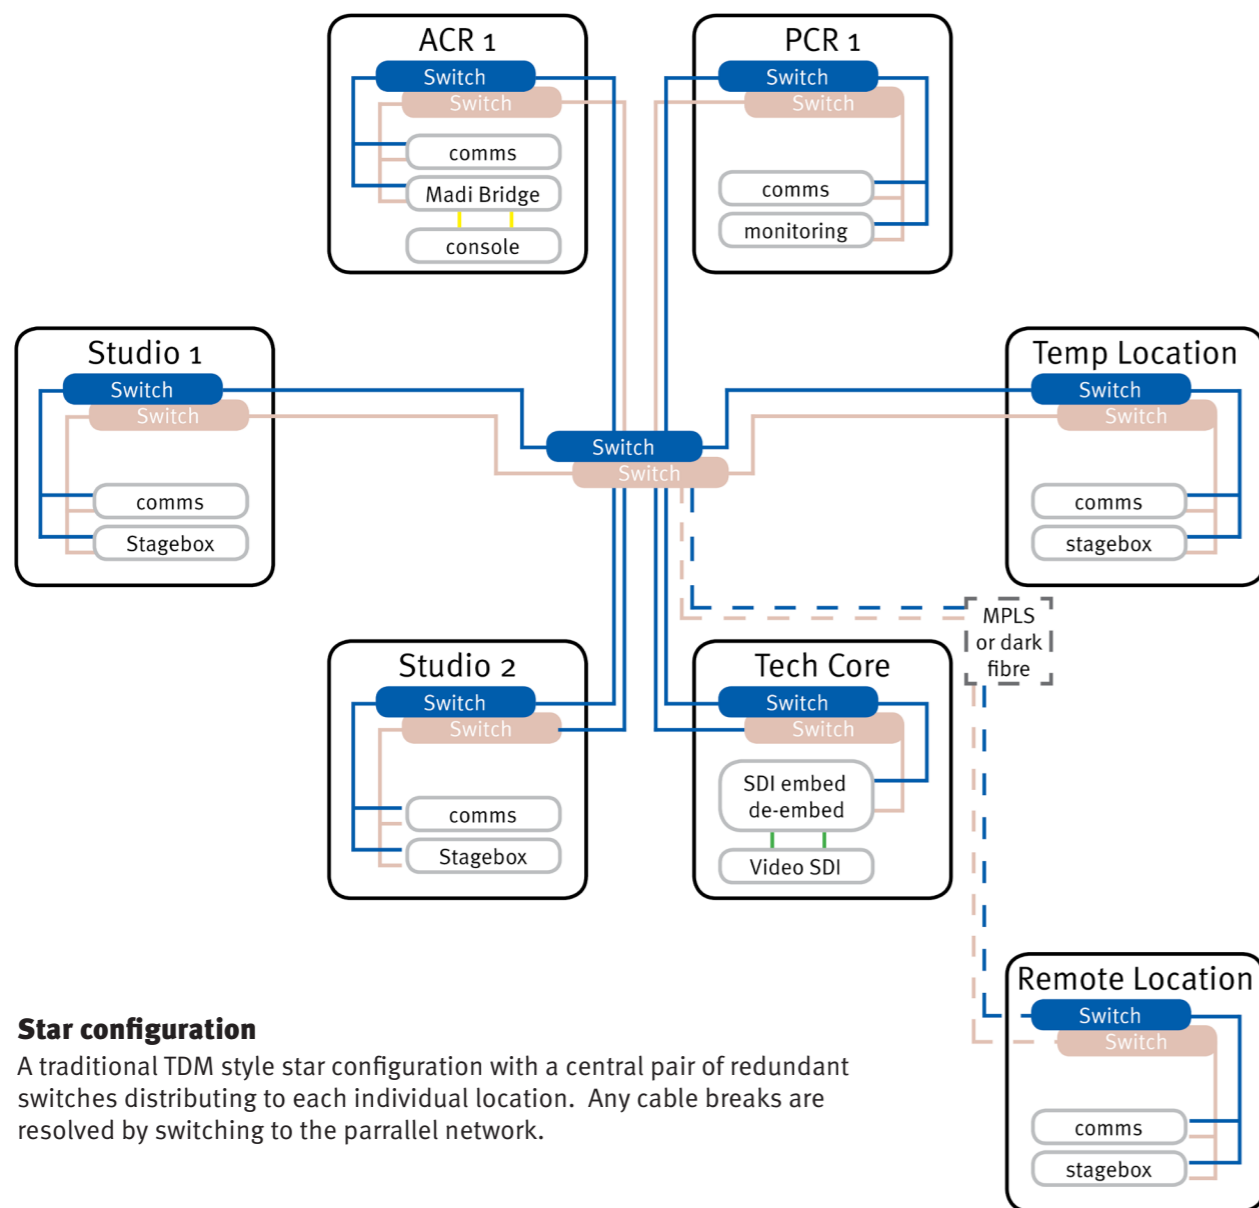 ACR 1
Switch
Switch
comms
Madi Bridge
console
PCR 1
Switch
Switch
comms
monitoring
Studio 1
Switch
Switch
comms
Stagebox
Switch
Switch
Temp Location
Switch
Switch
comms
stagebox
MPLS
or dark
fibre
Studio 2
Switch
Switch
comms
Stagebox
Tech Core
Switch
Switch
SDI embed
de-embed
Video SDI
Remote Location
Switch
Switch
comms
stagebox
Star configuration
A traditional TDM style star configuration with a central pair of redundant
switches distributing to each individual location.  Any cable breaks are
resolved by switching to the parrallel network.